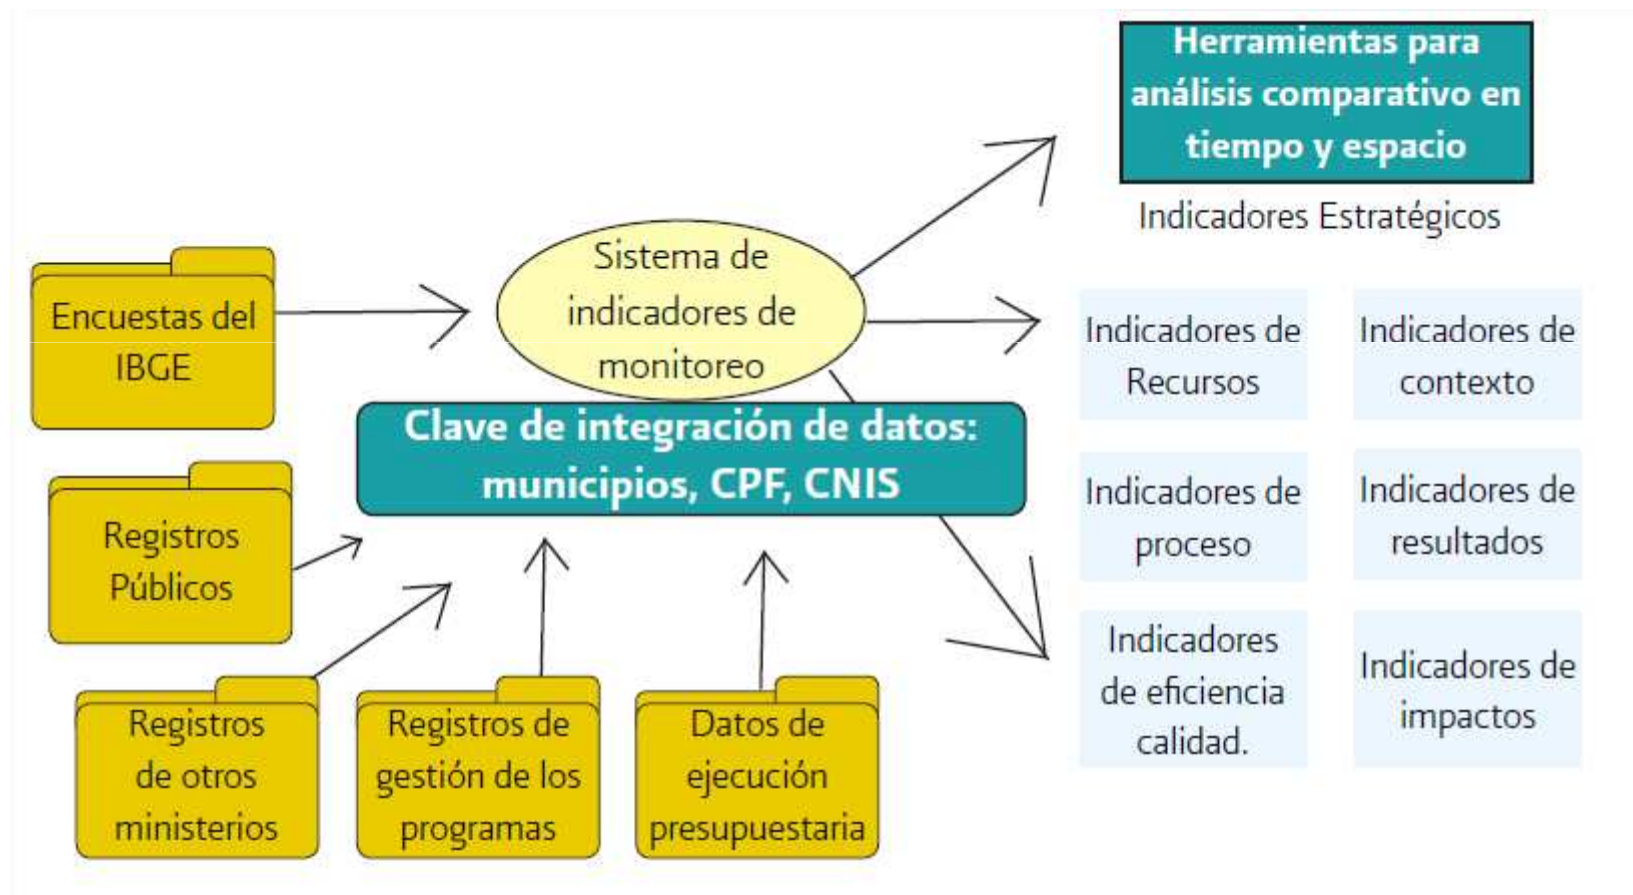 Herramientas para
análisis comparativo en
tiempo y espacio
Indicadores Estratégicos
Sistema de
indicadores de
monitoreo
Encuestas del
IBGE
Clave de integración de datos:
municipios, CPF, CNIS
Registros
Públicos
Registros
de otros
ministerios
Registros de
gestión de los
programas
Datos de
ejecución
presupuestaria
Indicadores de
Recursos
Indicadores de
contexto
Indicadores de
proceso
Indicadores de
resultados
Indicadores
de eficiencia
calidad.
Indicadores de
impactos